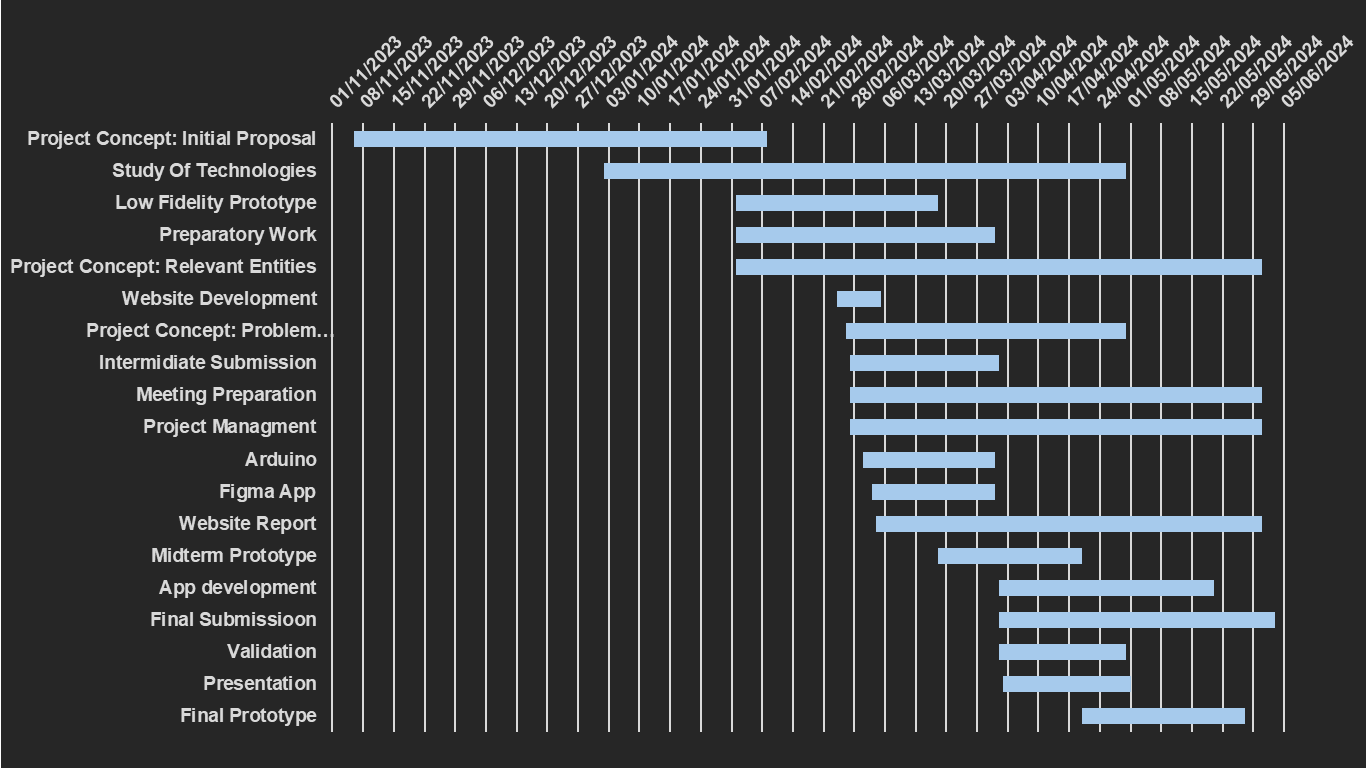 01/11/2023
08/11/2023
15/11/2023
22/11/2023
29/11/2023
06/12/2023
13/12/2023
20/12/2023
27/12/2023
03/01/2024
10/01/2024
17/01/2024
24/01/2024
31/01/2024
07/02/2024
14/02/2024
21/02/2024
28/02/2024
06/03/2024
13/03/2024
20/03/2024
27/03/2024
03/04/2024
10/04/2024
17/04/2024
24/04/2024
01/05/2024
08/05/2024
15/05/2024
22/05/2024
29/05/2024
05/06/2024
Project Concept: Initial Proposal
Study Of Technologies
Low Fidelity Prototype
Preparatory Work
Project Concept: Relevant Entities
Website Development
Project Concept: Problem…
Intermidiate Submission
Meeting Preparation
Project Managment
Arduino
Figma App
Website Report
Midterm Prototype
App development
Final Submissioon
Validation
Presentation
Final Prototype